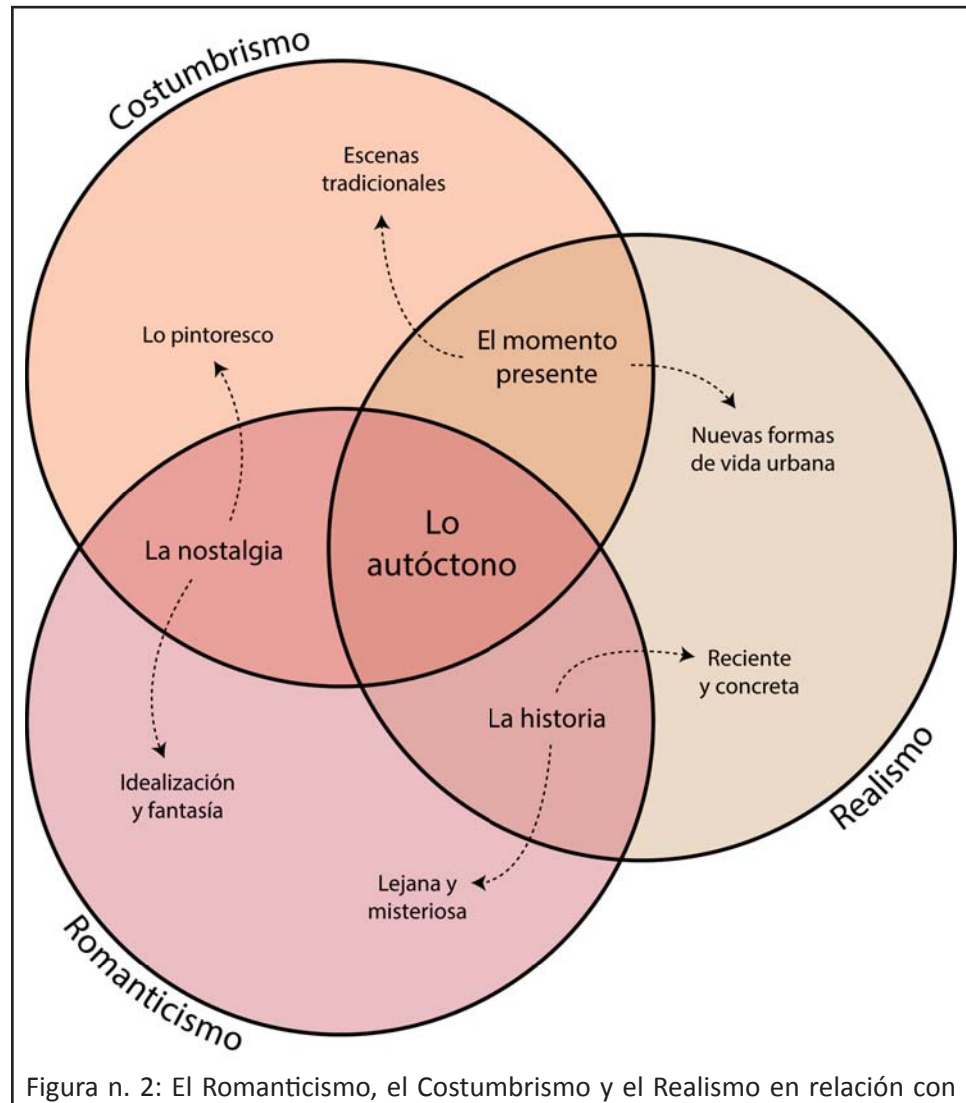 Costumbrismo
Escenas
tradicionales
Lo pintoresco
El momento
presente
Nuevas formas
de vida urbana
La nostalgia
Lo
autóctono
Reciente
y concreta
La historia
Realismo
Idealización
y fantasía
Lejana y
misteriosa
Romanticismo
Figura n. 2: El Romanticismo, el Costumbrismo y el Realismo en relación con